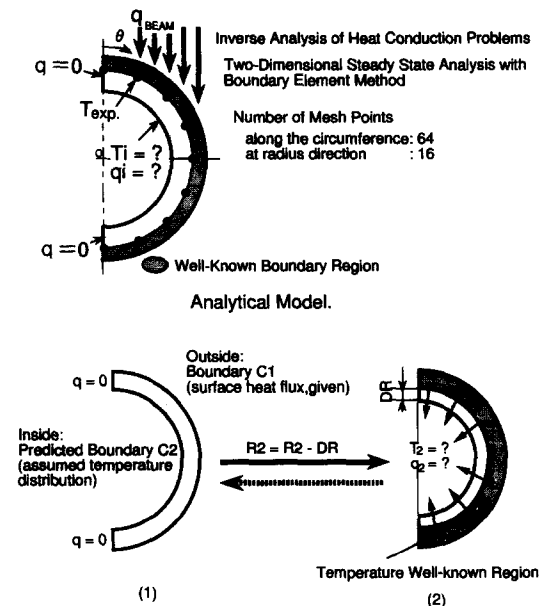 θ
q BEAM
q = 0
Texp.
Ti = ?
qi = ?
q = 0
Inverse Analysis of Heat Conduction Problems
Two-Dimensional Steady State Analysis with
Boundary Element Method
Number of Mesh Points
along the circumference: 64
at radius direction : 16
Well-Known Boundary Region
Analytical Model.
q = 0
Inside:
Predicted Boundary C2
(assumed temperature
distribution)
q = 0
(1)
Outside:
Boundary C1
(surface heat flux,given)
R2 = R2 - DR
DR
T2 = ?
q2 = ?
Temperature Well-known Region
(2)